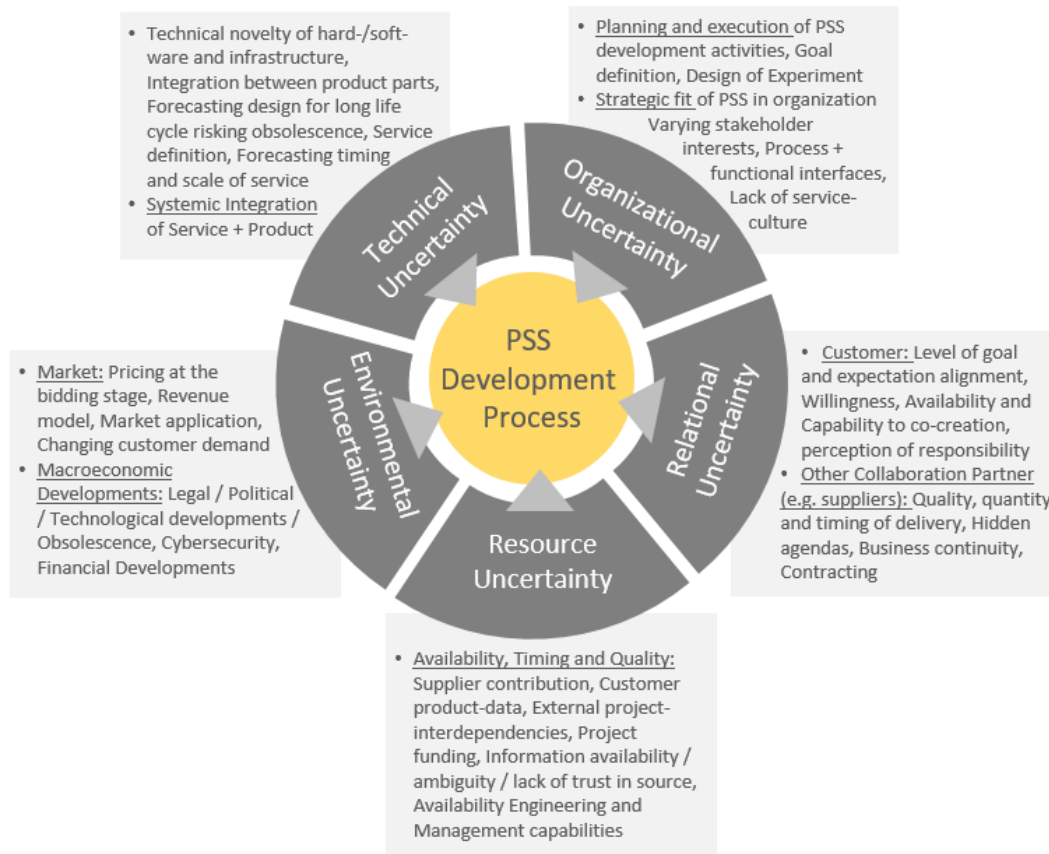 • Technical novelty of hard-/soft-
ware and infrastructure,
Integration between product parts,
Forecasting design for long life
cycle risking obsolescence, Service
definition, Forecasting timing
and scale of service
• Systemic Integration
of Service + Product
• Planning and execution of PSS
development activities, Goal
definition, Design of Experiment
• Strategic fit of PSS in organization
Varying stakeholder
interests, Process +
functional interfaces,
Lack of service-
culture
Technical
Uncertainty
Organizational
Uncertainty
PSS
Development
Process
Environmental
Uncertainty
Relational
Uncertainty
Resource
Uncertainty
• Market: Pricing at the
bidding stage, Revenue
model, Market application,
Changing customer demand
• Macroeconomic
Developments: Legal / Political
/ Technological developments /
Obsolescence, Cybersecurity,
Financial Developments
• Customer: Level of goal
and expectation alignment,
Willingness, Availability and
Capability to co-creation,
perception of responsibility
• Other Collaboration Partner
(e.g. suppliers): Quality, quantity
and timing of delivery, Hidden
agendas, Business continuity,
Contracting
• Availability, Timing and Quality:
Supplier contribution, Customer
product-data, External project-
interdependencies, Project
funding, Information availability /
ambiguity / lack of trust in source,
Availability Engineering and
Management capabilities